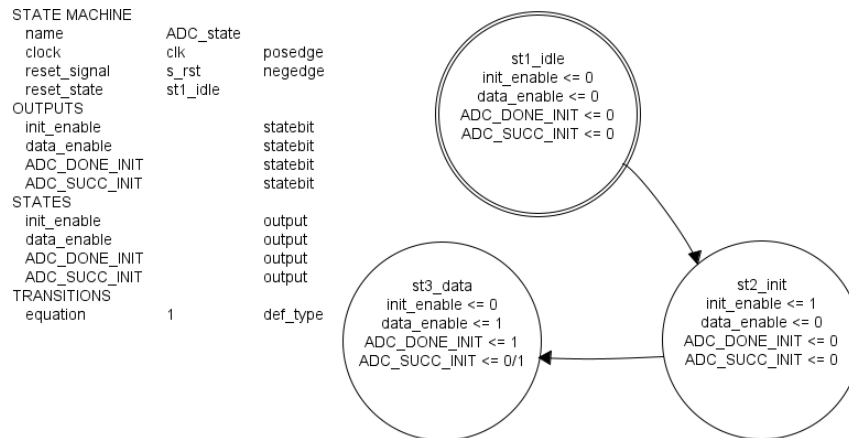 STATE MACHINE
name ADC_state
clock clk posedge
reset_signal s_rst negedge
reset_state st1_idle
OUTPUTS
init_enable statebit
data_enable statebit
ADC_DONE_INIT statebit
ADC_SUCC_INIT statebit
STATES
init_enable output
data_enable output
ADC_DONE_INIT output
ADC_SUCC_INIT output
TRANSITIONS
equation 1 def_type
st1_idle
init_enable <= 0
data_enable <= 0
ADC_DONE_INIT <= 0
ADC_SUCC_INIT <= 0
st2_init
init_enable <= 1
data_enable <= 0
ADC_DONE_INIT <= 0
ADC_SUCC_INIT <= 0
st3_data
init_enable <= 0
data_enable <= 1
ADC_DONE_INIT <= 1
ADC_SUCC_INIT <= 0/1